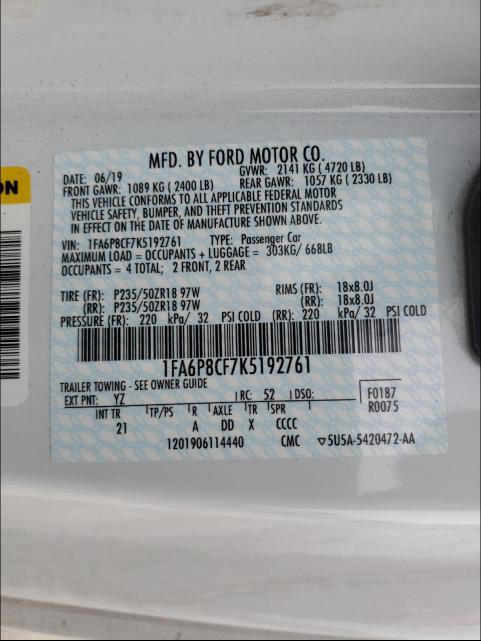 ON
MFD. BY FORD MOTOR CO.
DATE: 06/19 GVWR: 2141 KG ( 4720 LB)
FRONT GAWR: 1089 KG ( 2400 LB) REAR GAWR: 1057 KG ( 2330 LB)
THIS VEHICLE CONFORMS TO ALL APPLICABLE FEDERAL MOTOR
VEHICLE SAFETY, BUMPER, AND THEFT PREVENTION STANDARDS
IN EFFECT ON THE DATE OF MANUFACTURE SHOWN ABOVE.
VIN: 1FA6P8CF7K5192761 TYPE: Passenger Car
MAXIMUM LOAD = OCCUPANTS + LUGGAGE = 303KG/ 668LB
OCCUPANTS = 4 TOTAL; 2 FRONT, 2 REAR
TIRE (FR): P235/50ZR18 97W RIMS (FR): 18x8.0J
(RR): P235/50ZR18 97W (RR): 18x8.0J
PRESSURE (FR): 220 kPa/ 32 PSI COLD (RR): 220 kPa/ 32 PSI COLD
1FA6P8CF7K5192761
TRAILER TOWING - SEE OWNER GUIDE
EXT PNT: YZ RC: 52 DSO: F0187
INT TR TP/PS R AXLE TR SPR R0075
21 A DD X CCCC
1201906114440 CMC ▽5U5A-5420472-AA